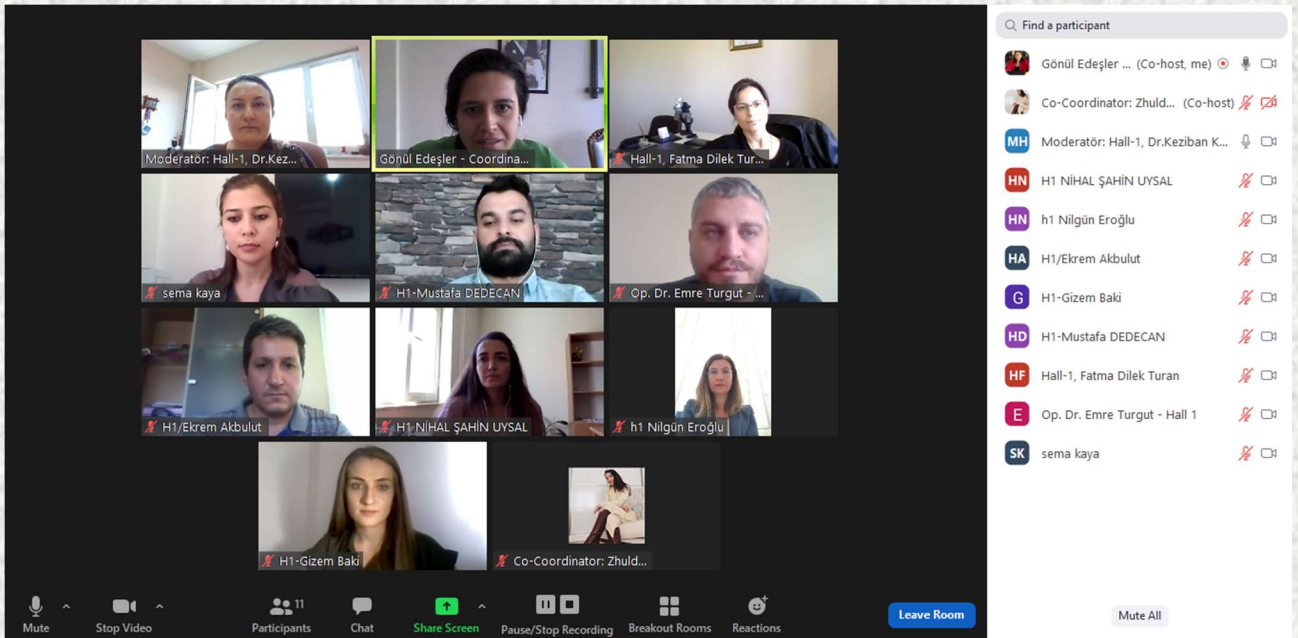 Moderatör: Hall-1, Dr.Kez...
Gönül Edeşler - Coordina...
Hall-1, Fatma Dilek Tur...
sema kaya
H1-Mustafa DEDECAN
Op. Dr. Emre Turgut - ...
H1/Ekrem Akbulut
H1 NİHAL ŞAHİN UYSAL
h1 Nilgün Eroğlu
H1-Gizem Baki
Co-Coordinator: Zhuld...
Mute
Stop Video
11
Participants
Chat
Share Screen
Pause/Stop Recording
Breakout Rooms
Reactions
Leave Room
Find a participant
Gönül Edeşler ... (Co-host, me)
Co-Coordinator: Zhuld... (Co-host)
MH Moderatör: Hall-1, Dr.Keziban K...
HN H1 NİHAL ŞAHİN UYSAL
HN h1 Nilgün Eroğlu
HA H1/Ekrem Akbulut
G H1-Gizem Baki
HD H1-Mustafa DEDECAN
HF Hall-1, Fatma Dilek Turan
E Op. Dr. Emre Turgut - Hall 1
SK sema kaya
Mute All